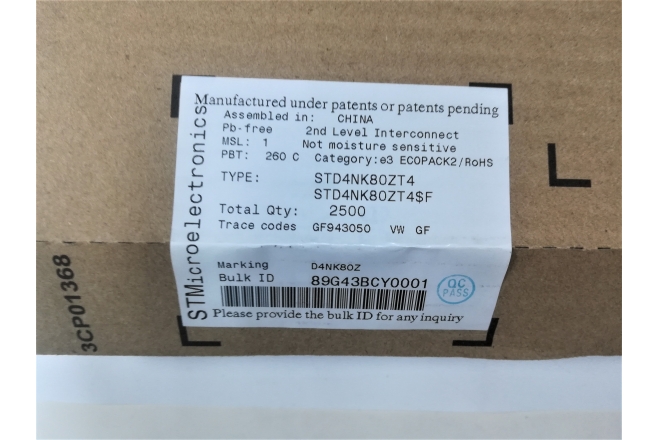 Manufactured under patents or patents pending
Assembled in: CHINA
Pb-free 2nd Level Interconnect
MSL: 1 Not moisture sensitive
PBT: 260 C Category:e3 ECOPACK2/RoHS
TYPE: STD4NK80ZT4
STD4NK80ZT4$F
Total Qty: 2500
Trace codes GF943050 VW GF
Marking D4NK80Z
Bulk ID 89G43BCY0001
QC
PASS
Please provide the bulk ID for any inquiry
STMicroelectronics
3CP01368